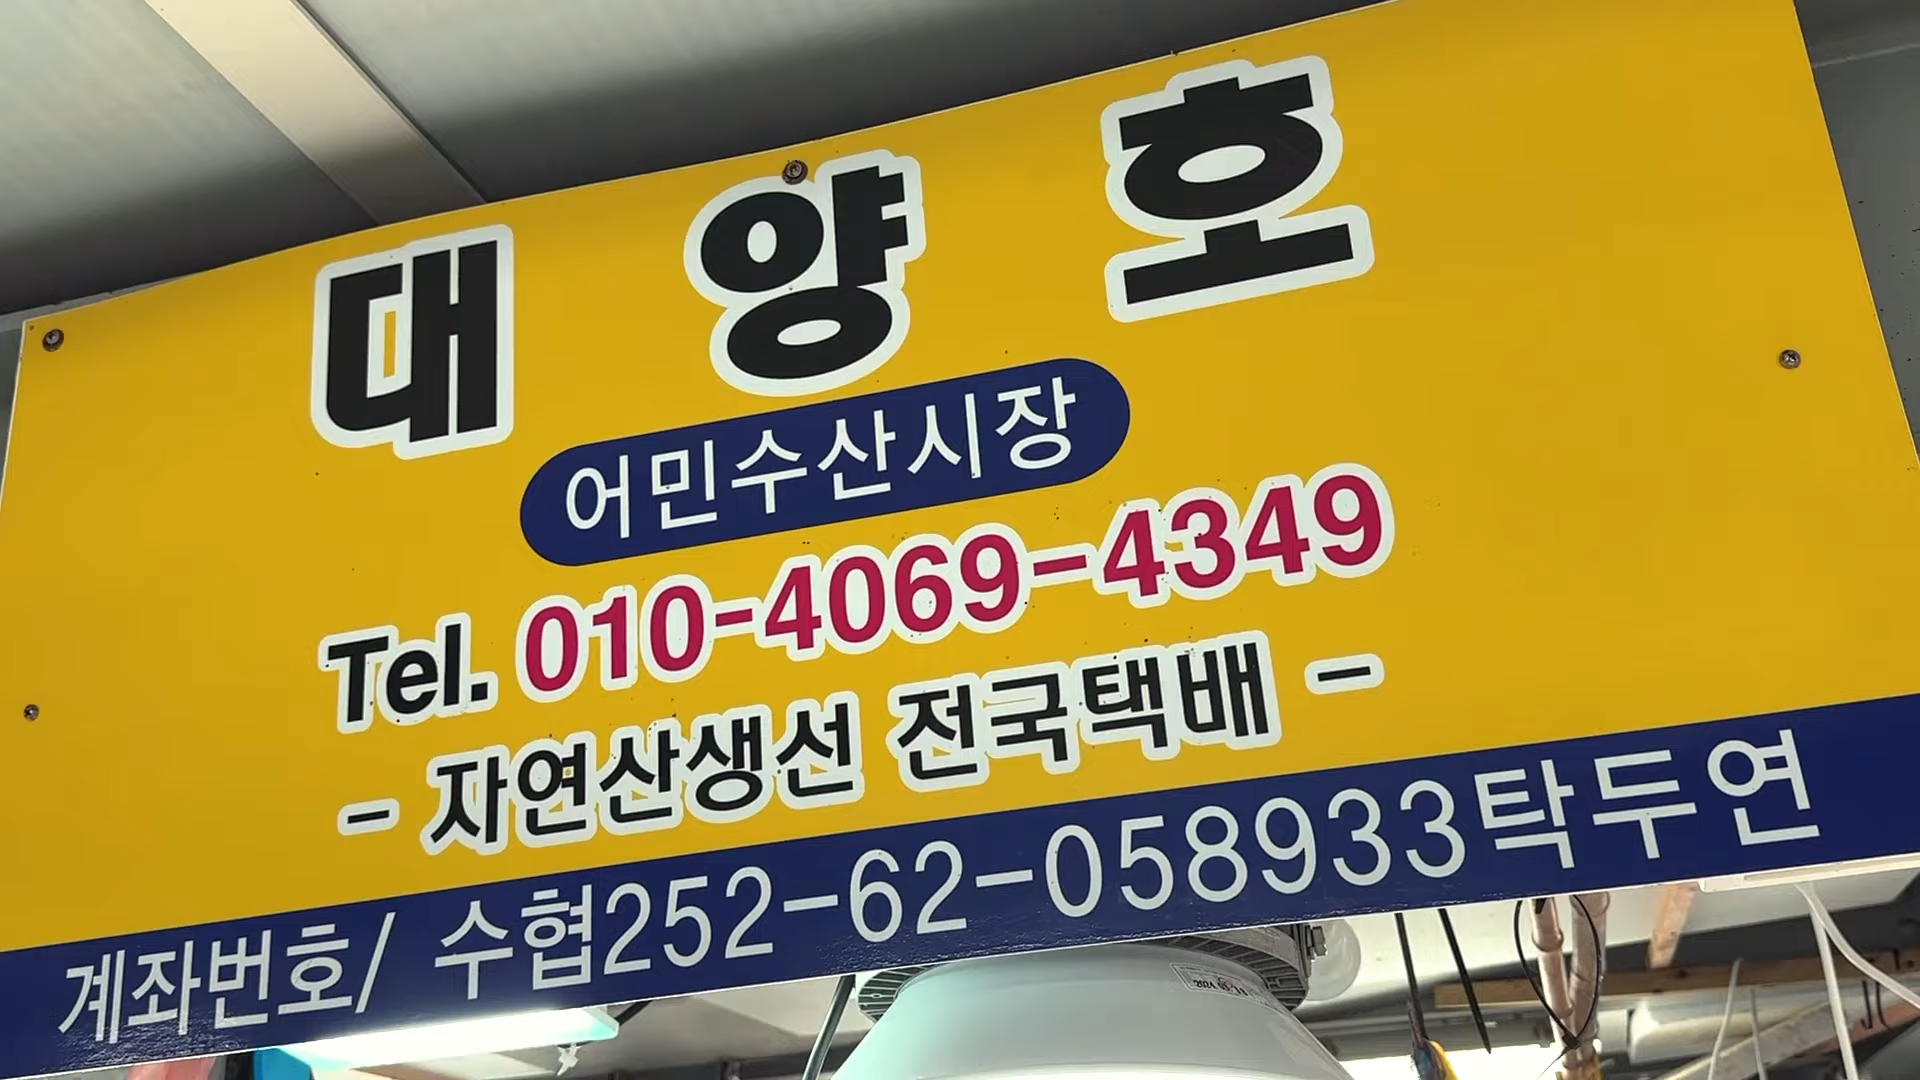 대양호
어민수산시장
Tel. 010-4069-4349
- 자연산생선 전국택배 -
계좌번호/ 수협252-62-058933탁두연